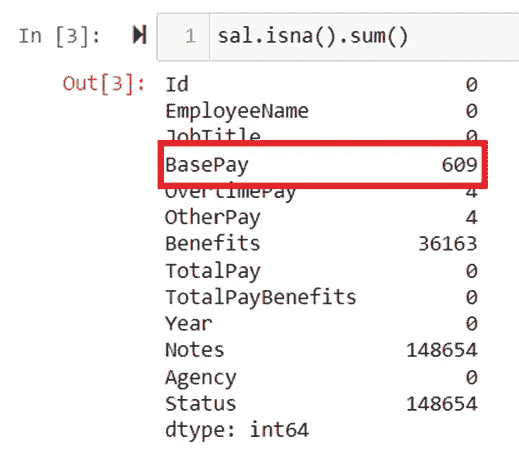 In [3]: 1 sal.isna().sum()
Out[3]: Id 0
EmployeeName 0
JobTitle 0
BasePay 609
OvertimePay 4
OtherPay 4
Benefits 36163
TotalPay 0
TotalPayBenefits 0
Year 0
Notes 148654
Agency 0
Status 148654
dtype: int64